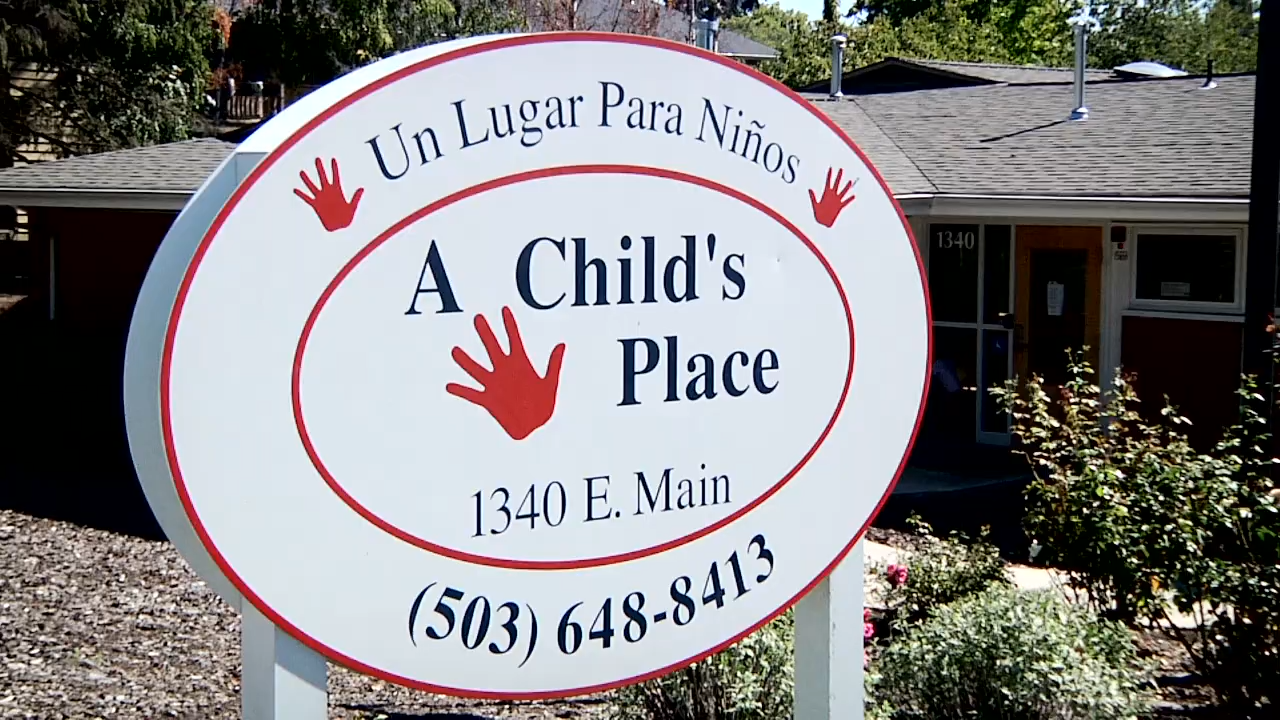 Un Lugar Para Niños
A Child's
Place
1340 E. Main
(503) 648-8413
1340